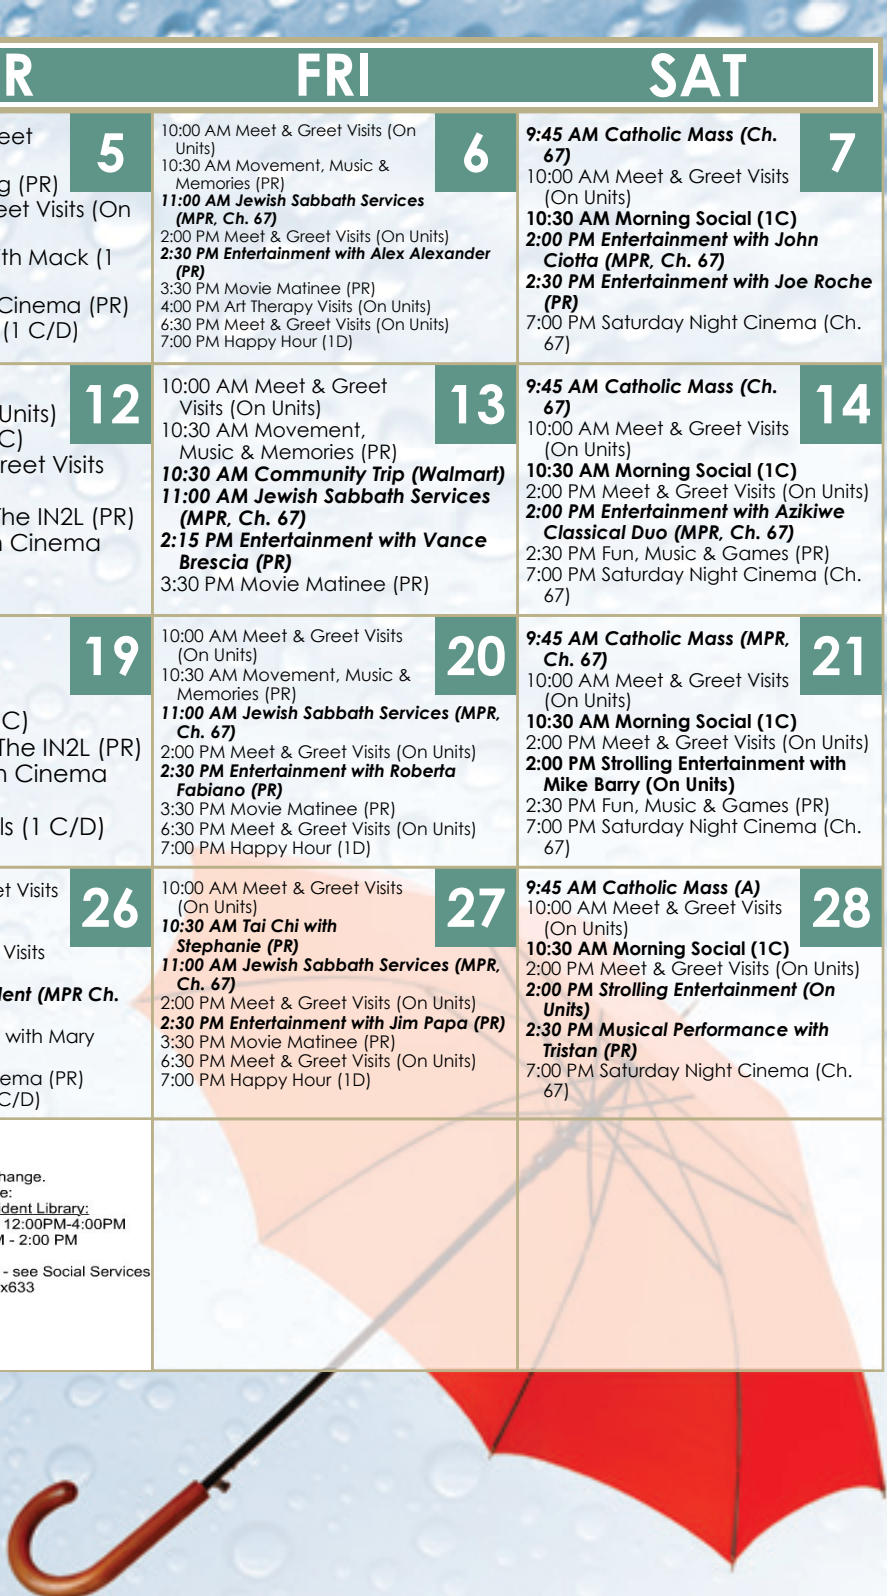 R
FRI
SAT
eet
5
g (PR)
eet Visits (On
th Mack (1
Cinema (PR)
(1 C/D)
10:00 AM Meet & Greet Visits (On
Units)
6
10:30 AM Movement, Music &
Memories (PR)
11:00 AM Jewish Sabbath Services
(MPR, Ch. 67)
2:00 PM Meet & Greet Visits (On Units)
2:30 PM Entertainment with Alex Alexander
(PR)
3:30 PM Movie Matinee (PR)
4:00 PM Art Therapy Visits (On Units)
6:30 PM Meet & Greet Visits (On Units)
7:00 PM Happy Hour (1D)
9:45 AM Catholic Mass (Ch.
67)
7
10:00 AM Meet & Greet Visits
(On Units)
10:30 AM Morning Social (1C)
2:00 PM Entertainment with John
Ciotta (MPR, Ch. 67)
2:30 PM Entertainment with Joe Roche
(PR)
7:00 PM Saturday Night Cinema (Ch.
67)
12
Units)
C)
reet Visits
The IN2L (PR)
Cinema
10:00 AM Meet & Greet
Visits (On Units)
13
10:30 AM Movement,
Music & Memories (PR)
10:30 AM Community Trip (Walmart)
11:00 AM Jewish Sabbath Services
(MPR, Ch. 67)
2:15 PM Entertainment with Vance
Brescia (PR)
3:30 PM Movie Matinee (PR)
9:45 AM Catholic Mass (Ch.
67)
14
10:00 AM Meet & Greet Visits
(On Units)
10:30 AM Morning Social (1C)
2:00 PM Meet & Greet Visits (On Units)
2:00 PM Entertainment with Azikiwe
Classical Duo (MPR, Ch. 67)
2:30 PM Fun, Music & Games (PR)
7:00 PM Saturday Night Cinema (Ch.
67)
19
C)
The IN2L (PR)
n Cinema
ls (1 C/D)
10:00 AM Meet & Greet Visits
(On Units)
20
10:30 AM Movement, Music &
Memories (PR)
11:00 AM Jewish Sabbath Services (MPR,
Ch. 67)
2:00 PM Meet & Greet Visits (On Units)
2:30 PM Entertainment with Roberta
Fabiano (PR)
3:30 PM Movie Matinee (PR)
6:30 PM Meet & Greet Visits (On Units)
7:00 PM Happy Hour (1D)
9:45 AM Catholic Mass (MPR,
Ch. 67)
21
10:00 AM Meet & Greet Visits
(On Units)
10:30 AM Morning Social (1C)
2:00 PM Meet & Greet Visits (On Units)
2:00 PM Strolling Entertainment with
Mike Barry (On Units)
2:30 PM Fun, Music & Games (PR)
7:00 PM Saturday Night Cinema (Ch.
67)
et Visits
26
Visits
lent (MPR Ch.
with Mary
ema (PR)
C/D)
10:00 AM Meet & Greet Visits
(On Units)
27
10:30 AM Tai Chi with
Stephanie (PR)
11:00 AM Jewish Sabbath Services (MPR,
Ch. 67)
2:00 PM Meet & Greet Visits (On Units)
2:30 PM Entertainment with Jim Papa (PR)
3:30 PM Movie Matinee (PR)
6:30 PM Meet & Greet Visits (On Units)
7:00 PM Happy Hour (1D)
9:45 AM Catholic Mass (A)
28
10:00 AM Meet & Greet Visits
(On Units)
10:30 AM Morning Social (1C)
2:00 PM Meet & Greet Visits (On Units)
2:00 PM Strolling Entertainment (On
Units)
2:30 PM Musical Performance with
Tristan (PR)
7:00 PM Saturday Night Cinema (Ch.
67)
hange.
e:
ident Library:
12:00PM-4:00PM
M - 2:00 PM
- see Social Services
x633